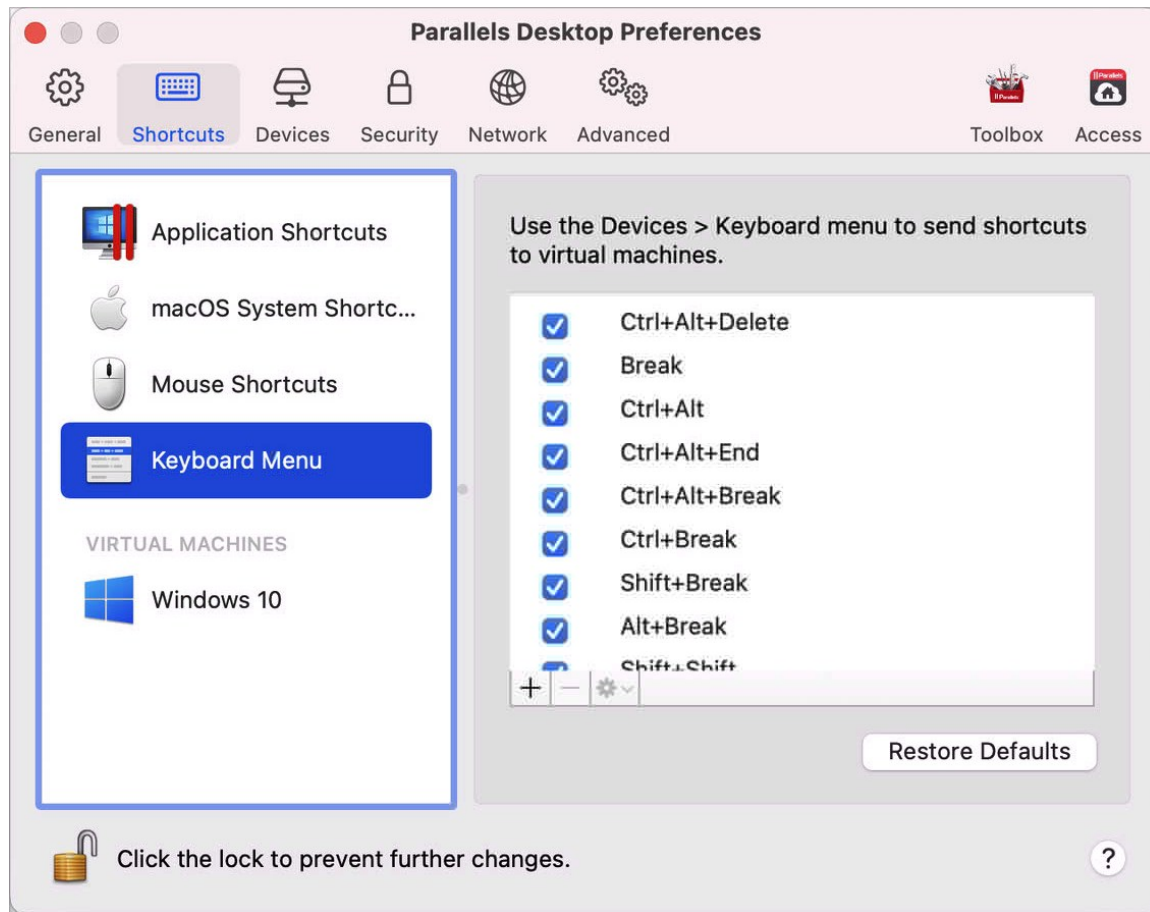 Parallels Desktop Preferences
General Shortcuts Devices Security Network Advanced Toolbox Access
Application Shortcuts
macOS System Shortc...
Mouse Shortcuts
Keyboard Menu
VIRTUAL MACHINES
Windows 10
Use the Devices > Keyboard menu to send shortcuts
to virtual machines.
Ctrl+Alt+Delete
Break
Ctrl+Alt
Ctrl+Alt+End
Ctrl+Alt+Break
Ctrl+Break
Shift+Break
Alt+Break
Shift+Shift
Restore Defaults
Click the lock to prevent further changes.
?